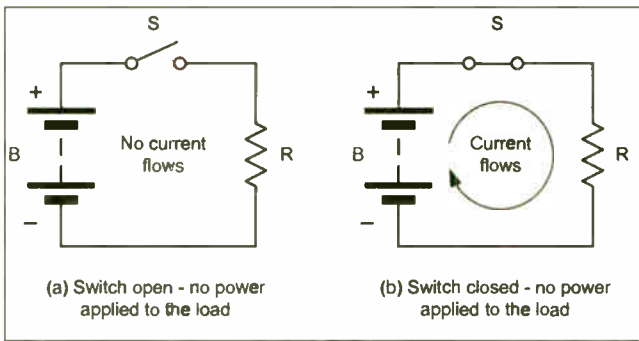 S
+
B
No current
flows
R
−
(a) Switch open - no power
applied to the load
S
+
B
Current
flows
R
−
(b) Switch closed - no power
applied to the load